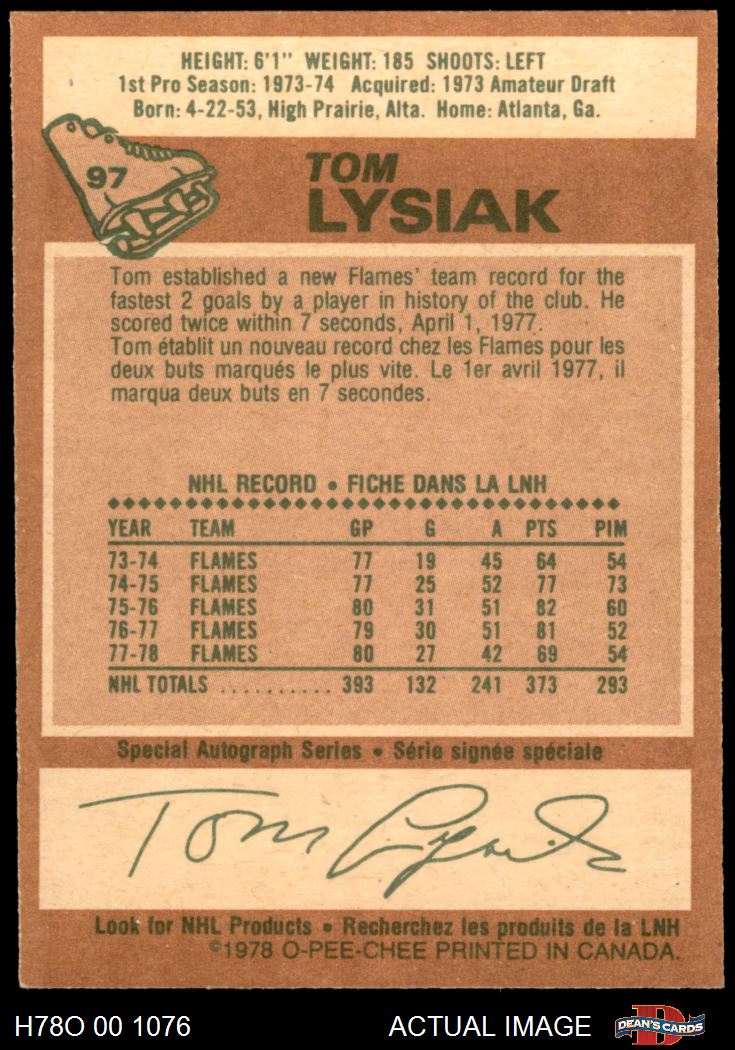 HEIGHT: 6'1" WEIGHT: 185 SHOOTS: LEFT
1st Pro Season: 1973-74 Acquired: 1973 Amateur Draft
Born: 4-22-53, High Prairie, Alta. Home: Atlanta, Ga.
97
TOM
LYSIAK
Tom established a new Flames' team record for the
fastest 2 goals by a player in history of the club. He
scored twice within 7 seconds, April 1, 1977.
Tom établit un nouveau record chez les Flames pour les
deux buts marqués le plus vite. Le 1er avril 1977, il
marqua deux buts en 7 secondes.
NHL RECORD • FICHE DANS LA LNH
YEAR TEAM GP G A PTS PIM
73-74 FLAMES 77 19 45 64 54
74-75 FLAMES 77 25 52 77 73
75-76 FLAMES 80 31 51 82 60
76-77 FLAMES 79 30 51 81 52
77-78 FLAMES 80 27 42 69 54
NHL TOTALS .......... 393 132 241 373 293
Special Autograph Series • Série signée spéciale
Tom Lysiak
Look for NHL Products • Recherchez les produits de la LNH
©1978 O-PEE-CHEE PRINTED IN CANADA.
H78O 00 1076 ACTUAL IMAGE DEAN'S CARDS